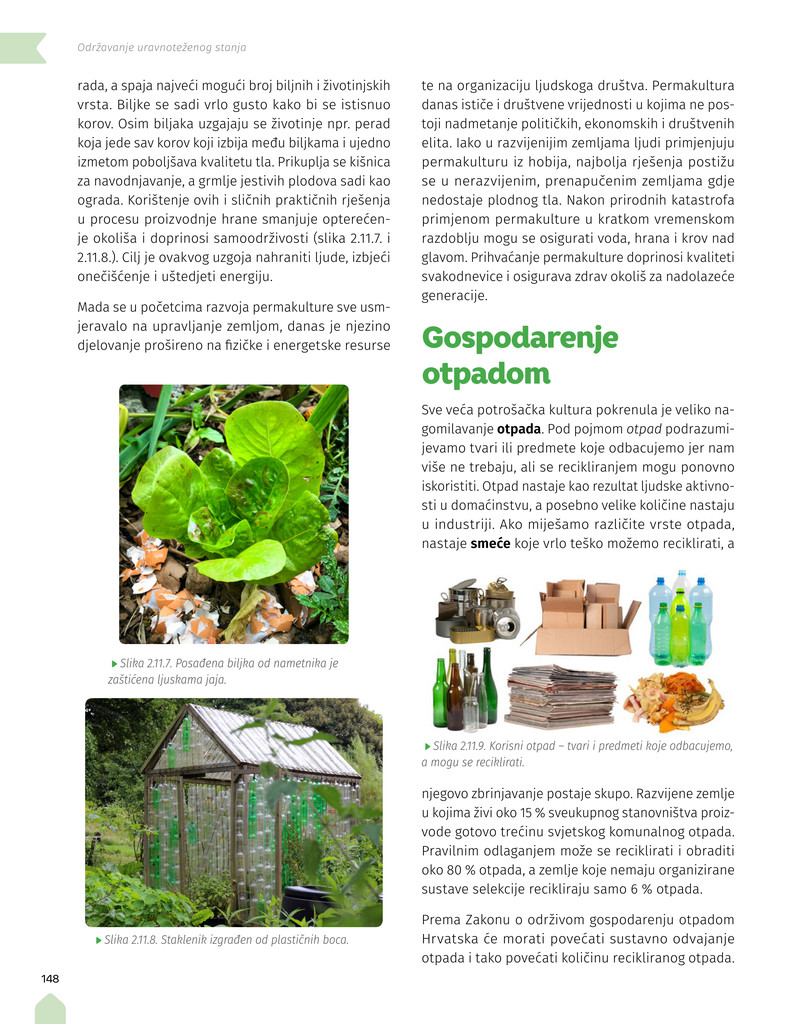 Održavanje uravnoteženog stanja
rada, a spaja najveći mogući broj biljnih i životinjskih
vrsta. Biljke se sadi vrlo gusto kako bi se istisnuo
korov. Osim biljaka uzgajaju se životinje npr. perad
koja jede sav korov koji izbija među biljkama i ujedno
izmetom poboljšava kvalitetu tla. Prikuplja se kišnica
za navodnjavanje, a grmlje jestivih plodova sadi kao
ograda. Korištenje ovih i sličnih praktičnih rješenja
u procesu proizvodnje hrane smanjuje opterećen-
je okoliša i doprinosi samoodrživosti (slika 2.11.7. i
2.11.8.). Cilj je ovakvog uzgoja nahraniti ljude, izbjeći
onečišćenje i uštedjeti energiju.
Mada se u početcima razvoja permakulture sve usm-
jeravalo na upravljanje zemljom, danas je njezino
djelovanje prošireno na fizičke i energetske resurse
▶Slika 2.11.7. Posađena biljka od nametnika je
zaštićena ljuskama jaja.
▶Slika 2.11.8. Staklenik izgrađen od plastičnih boca.
te na organizaciju ljudskoga društva. Permakultura
danas ističe i društvene vrijednosti u kojima ne pos-
toji nadmetanje političkih, ekonomskih i društvenih
elita. Iako u razvijenijim zemljama ljudi primjenjuju
permakulturu iz hobija, najbolja rješenja postižu
se u nerazvijenim, prenapučenim zemljama gdje
nedostaje plodnog tla. Nakon prirodnih katastrofa
primjenom permakulture u kratkom vremenskom
razdoblju mogu se osigurati voda, hrana i krov nad
glavom. Prihvaćanje permakulture doprinosi kvaliteti
svakodnevice i osigurava zdrav okoliš za nadolazeće
generacije.
Gospodarenje
otpadom
Sve veća potrošačka kultura pokrenula je veliko na-
gomilavanje otpada. Pod pojmom otpad podrazumi-
jevamo tvari ili predmete koje odbacujemo jer nam
više ne trebaju, ali se recikliranjem mogu ponovno
iskoristiti. Otpad nastaje kao rezultat ljudske aktivno-
sti u domaćinstvu, a posebno velike količine nastaju
u industriji. Ako miješamo različite vrste otpada,
nastaje smeće koje vrlo teško možemo reciklirati, a
▶Slika 2.11.9. Korisni otpad – tvari i predmeti koje odbacujemo,
a mogu se reciklirati.
njegovo zbrinjavanje postaje skupo. Razvijene zemlje
u kojima živi oko 15 % sveukupnog stanovništva proiz-
vode gotovo trećinu svjetskog komunalnog otpada.
Pravilnim odlaganjem može se reciklirati i obraditi
oko 80 % otpada, a zemlje koje nemaju organizirane
sustave selekcije recikliraju samo 6 % otpada.
Prema Zakonu o održivom gospodarenju otpadom
Hrvatska će morati povećati sustavno odvajanje
otpada i tako povećati količinu recikliranog otpada.
148